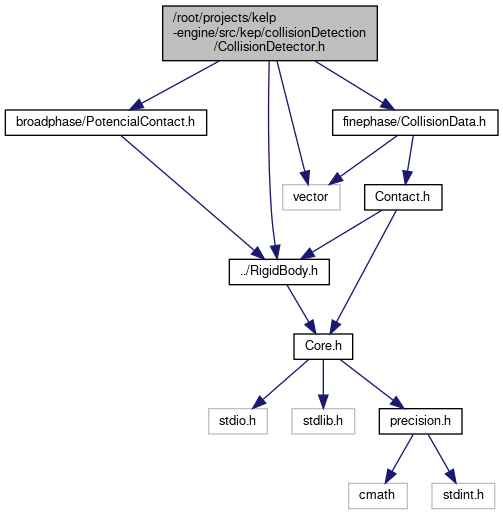 /root/projects/kelp
-engine/src/kep/collisionDetection
/CollisionDetector.h
broadphase/PotencialContact.h
finephase/CollisionData.h
vector
Contact.h
../RigidBody.h
Core.h
stdio.h
stdlib.h
precision.h
cmath
stdint.h